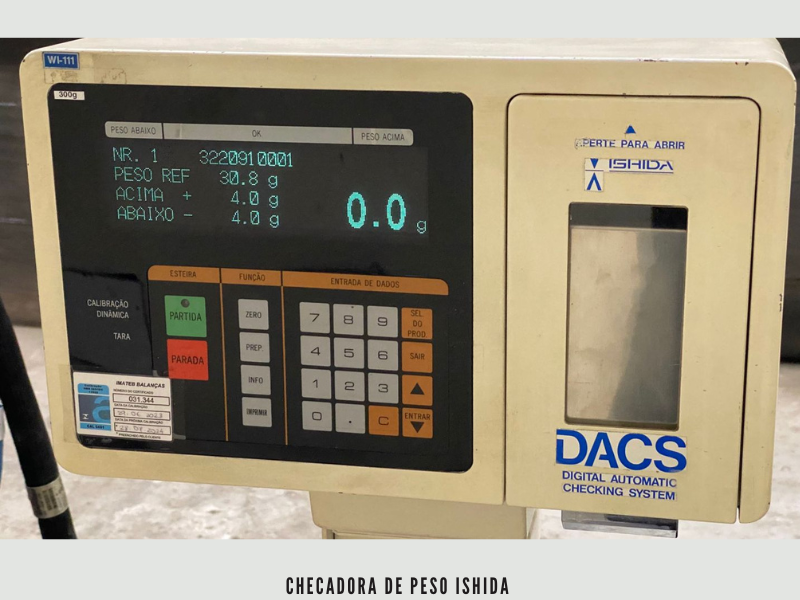 WI-111
300g
PESO ABAIXO OK PESO ACIMA
NR. 1 3220910001
PESO REF 30.8 g
ACIMA + 4.0 g
ABAIXO - 4.0 g
0.0 g
APERTE PARA ABRIR
ISHIDA
ESTEIRA FUNÇÃO ENTRADA DE DADOS
CALIBRAÇÃO
DINÂMICA
TARA
PARTIDA
PARADA
ZERO
PREP
INFO
IMPRIMIR
7 8 9 SEL DO PROD
4 5 6 SAIR
1 2 3
0 . C ENTRAR
IMATEB BALANÇAS
031.344
DACS
DIGITAL AUTOMATIC
CHECKING SYSTEM
CHECADORA DE PESO ISHIDA